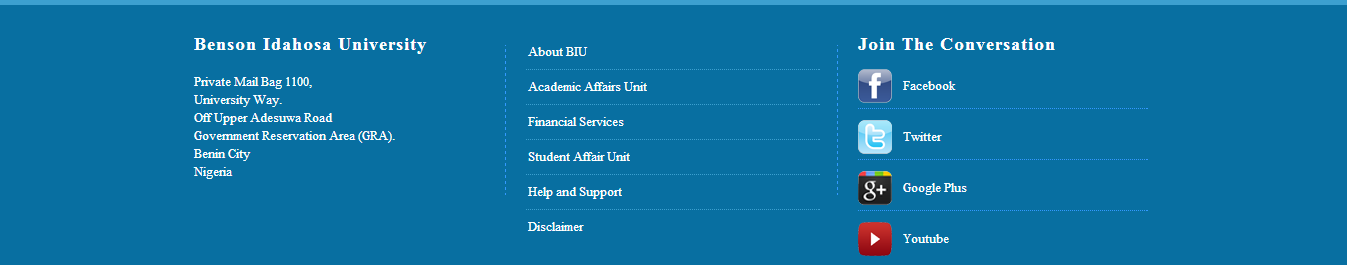 Benson Idahosa University
Private Mail Bag 1100,
University Way.
Off Upper Adesuwa Road
Government Reservation Area (GRA).
Benin City
Nigeria
About BIU
Academic Affairs Unit
Financial Services
Student Affair Unit
Help and Support
Disclaimer
Join The Conversation
f Facebook
t Twitter
g+ Google Plus
Youtube